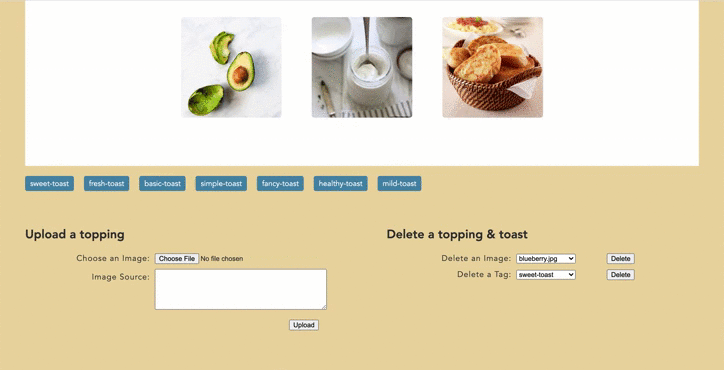 sweet-toast fresh-toast basic-toast simple-toast fancy-toast healthy-toast mild-toast
Upload a topping
Choose an Image: Choose File No file chosen
Image Source:
Upload
Delete a topping & toast
Delete an Image: blueberry.jpg Delete
Delete a Tag: sweet-toast Delete